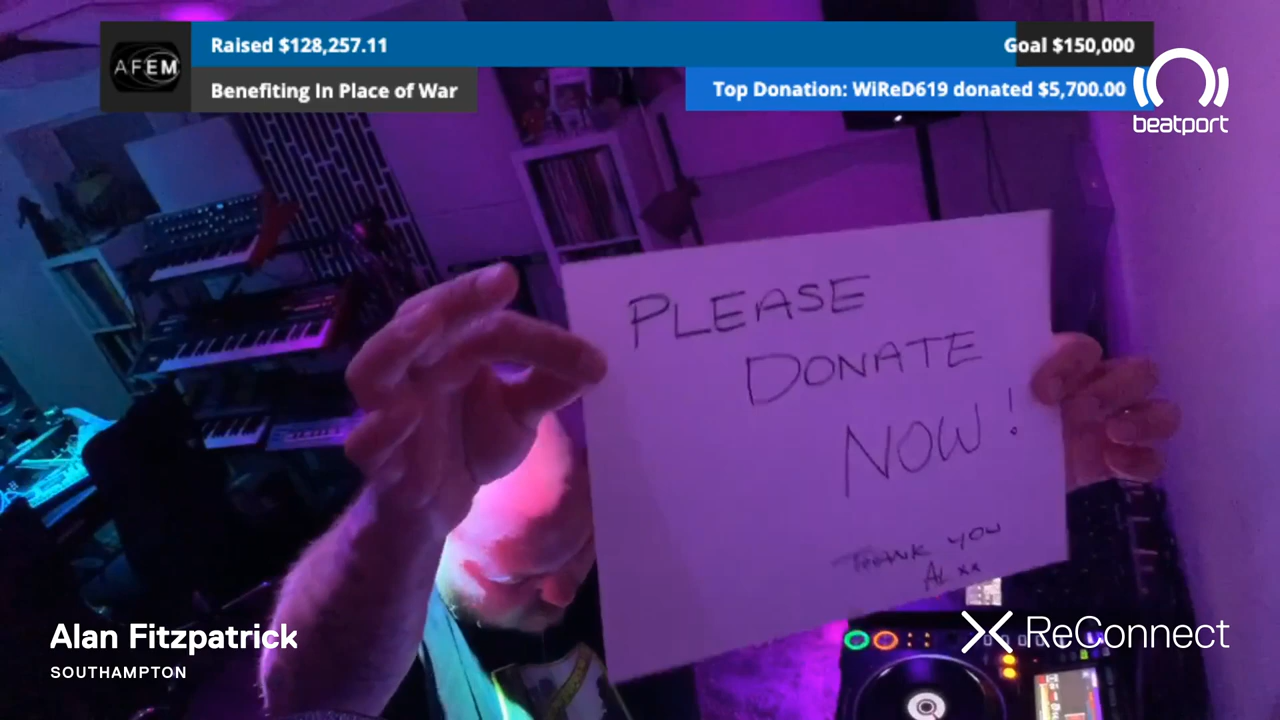 AFEM
Raised $128,257.11
Goal $150,000
Benefiting In Place of War
Top Donation: WiReD619 donated $5,700.00
beatport
PLEASE
DONATE
NOW!
THANK YOU
AL xx
Alan Fitzpatrick
SOUTHAMPTON
ReConnect